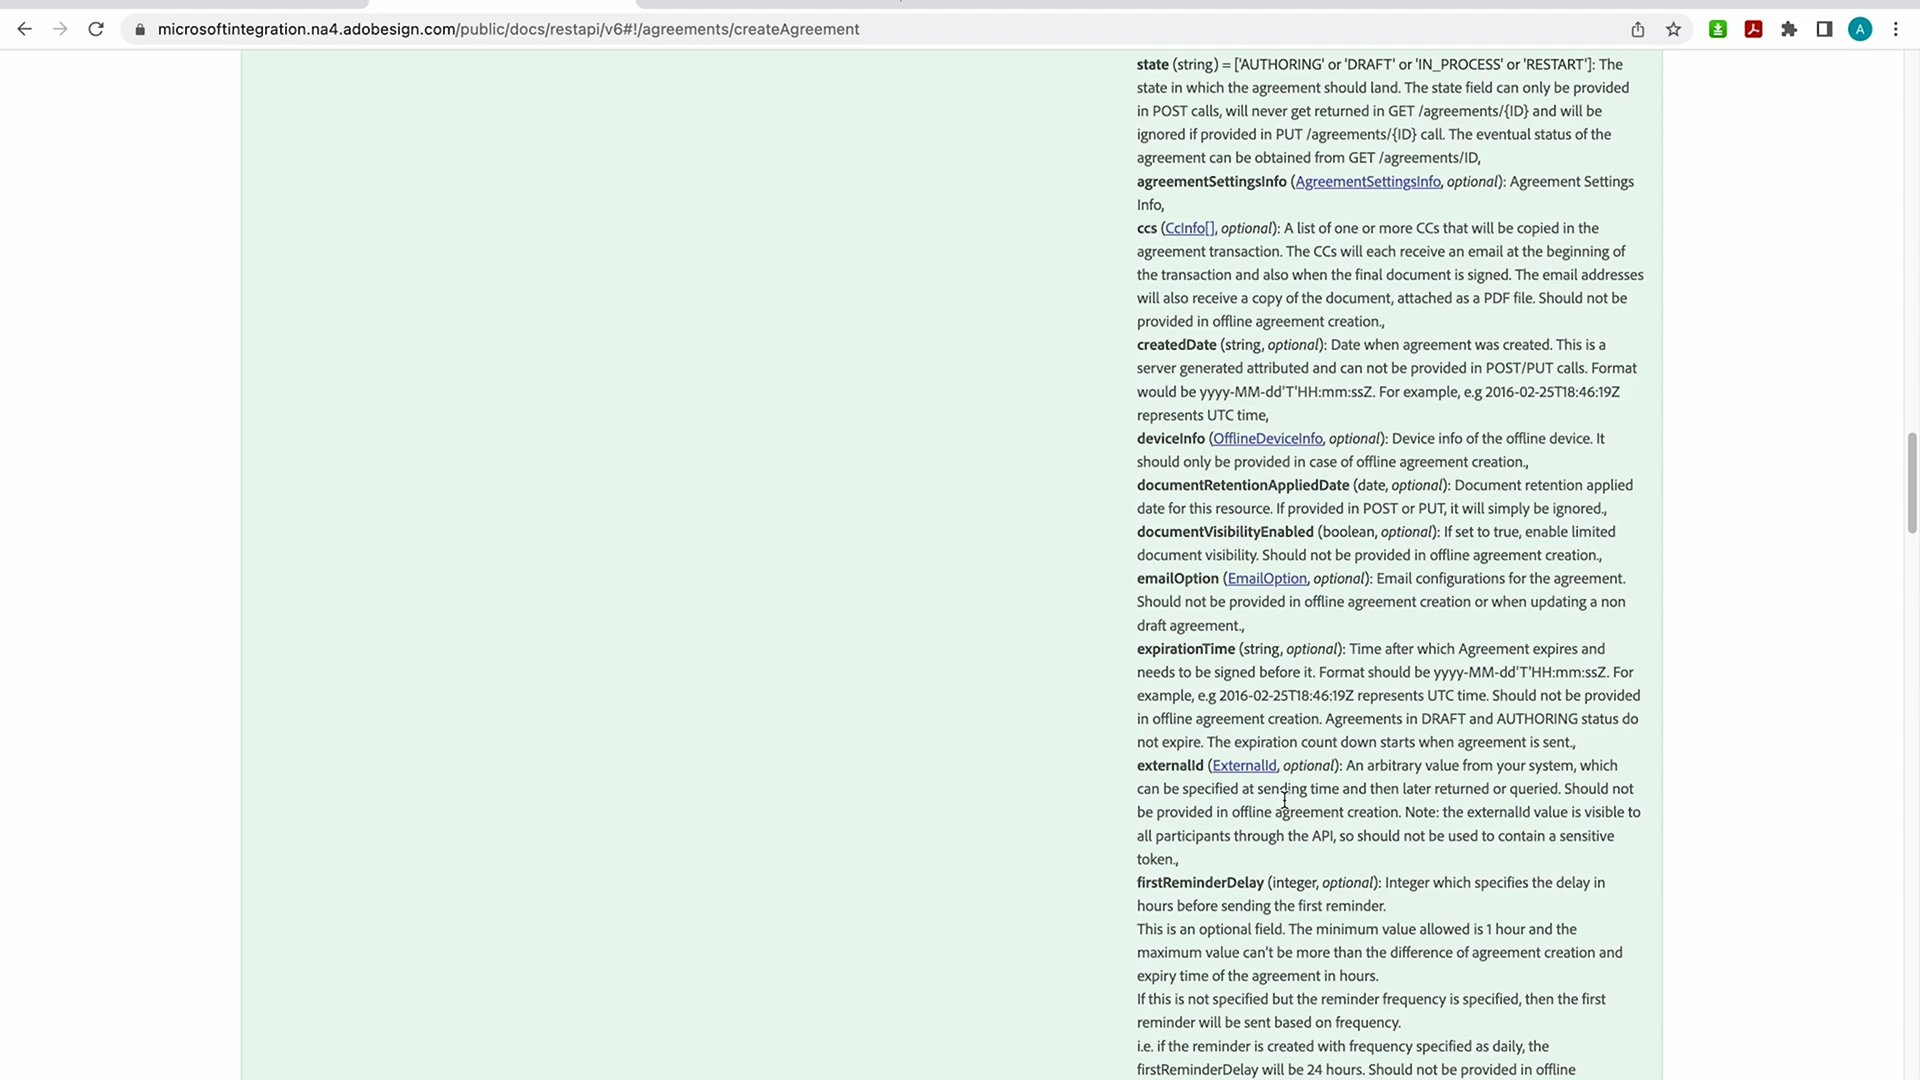 microsoftintegration.na4.adobesign.com/public/docs/restapi/v6#!/agreements/createAgreement
A
state (string) = ['AUTHORING' or 'DRAFT' or 'IN_PROCESS' or 'RESTART']: The
state in which the agreement should land. The state field can only be provided
in POST calls, will never get returned in GET /agreements/{ID} and will be
ignored if provided in PUT /agreements/{ID} call. The eventual status of the
agreement can be obtained from GET /agreements/ID,
agreementSettingsInfo (AgreementSettingsInfo, optional): Agreement Settings
Info,
ccs (CcInfo[], optional): A list of one or more CCs that will be copied in the
agreement transaction. The CCs will each receive an email at the beginning of
the transaction and also when the final document is signed. The email addresses
will also receive a copy of the document, attached as a PDF file. Should not be
provided in offline agreement creation.,
createdDate (string, optional): Date when agreement was created. This is a
server generated attributed and can not be provided in POST/PUT calls. Format
would be yyyy-MM-dd'T'HH:mm:ssZ. For example, e.g 2016-02-25T18:46:19Z
represents UTC time,
deviceInfo (OfflineDeviceInfo, optional): Device info of the offline device. It
should only be provided in case of offline agreement creation.,
documentRetentionAppliedDate (date, optional): Document retention applied
date for this resource. If provided in POST or PUT, it will simply be ignored.,
documentVisibilityEnabled (boolean, optional): If set to true, enable limited
document visibility. Should not be provided in offline agreement creation.,
emailOption (EmailOption, optional): Email configurations for the agreement.
Should not be provided in offline agreement creation or when updating a non
draft agreement.,
expirationTime (string, optional): Time after which Agreement expires and
needs to be signed before it. Format should be yyyy-MM-dd'T'HH:mm:ssZ. For
example, e.g 2016-02-25T18:46:19Z represents UTC time. Should not be provided
in offline agreement creation. Agreements in DRAFT and AUTHORING status do
not expire. The expiration count down starts when agreement is sent.,
externalId (ExternalId, optional): An arbitrary value from your system, which
can be specified at sending time and then later returned or queried. Should not
be provided in offline agreement creation. Note: the externalId value is visible to
all participants through the API, so should not be used to contain a sensitive
token.,
firstReminderDelay (integer, optional): Integer which specifies the delay in
hours before sending the first reminder.
This is an optional field. The minimum value allowed is 1 hour and the
maximum value can't be more than the difference of agreement creation and
expiry time of the agreement in hours.
If this is not specified but the reminder frequency is specified, then the first
reminder will be sent based on frequency.
i.e. if the reminder is created with frequency specified as daily, the
firstReminderDelay will be 24 hours. Should not be provided in offline